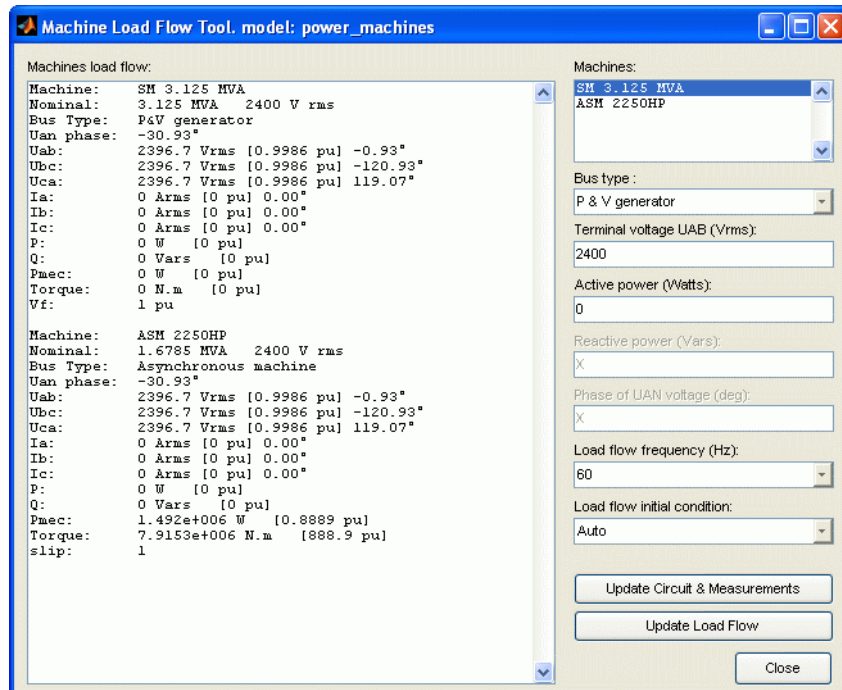 Machine Load Flow Tool. model: power_machines
Machines load flow:
Machine: SM 3.125 MVA
Nominal: 3.125 MVA 2400 V rms
Bus Type: P&V generator
Uan phase: -30.93°
Uab: 2396.7 Vrms [0.9986 pu] -0.93°
Ubc: 2396.7 Vrms [0.9986 pu] -120.93°
Uca: 2396.7 Vrms [0.9986 pu] 119.07°
Ia: 0 Arms [0 pu] 0.00°
Ib: 0 Arms [0 pu] 0.00°
Ic: 0 Arms [0 pu] 0.00°
P: 0 W [0 pu]
Q: 0 Vars [0 pu]
Pmec: 0 W [0 pu]
Torque: 0 N.m [0 pu]
Vf: 1 pu
Machine: ASM 2250HP
Nominal: 1.6785 MVA 2400 V rms
Bus Type: Asynchronous machine
Uan phase: -30.93°
Uab: 2396.7 Vrms [0.9986 pu] -0.93°
Ubc: 2396.7 Vrms [0.9986 pu] -120.93°
Uca: 2396.7 Vrms [0.9986 pu] 119.07°
Ia: 0 Arms [0 pu] 0.00°
Ib: 0 Arms [0 pu] 0.00°
Ic: 0 Arms [0 pu] 0.00°
P: 0 W [0 pu]
Q: 0 Vars [0 pu]
Pmec: 1.492e+006 W [0.8889 pu]
Torque: 7.9153e+006 N.m [888.9 pu]
slip: 1
Machines:
SM 3.125 MVA
ASM 2250HP
Bus type :
P & V generator
Terminal voltage UAB (Vrms):
2400
Active power (Watts):
0
Reactive power (Vars):
X
Phase of UAN voltage (deg):
X
Load flow frequency (Hz):
60
Load flow initial condition:
Auto
Update Circuit & Measurements
Update Load Flow
Close